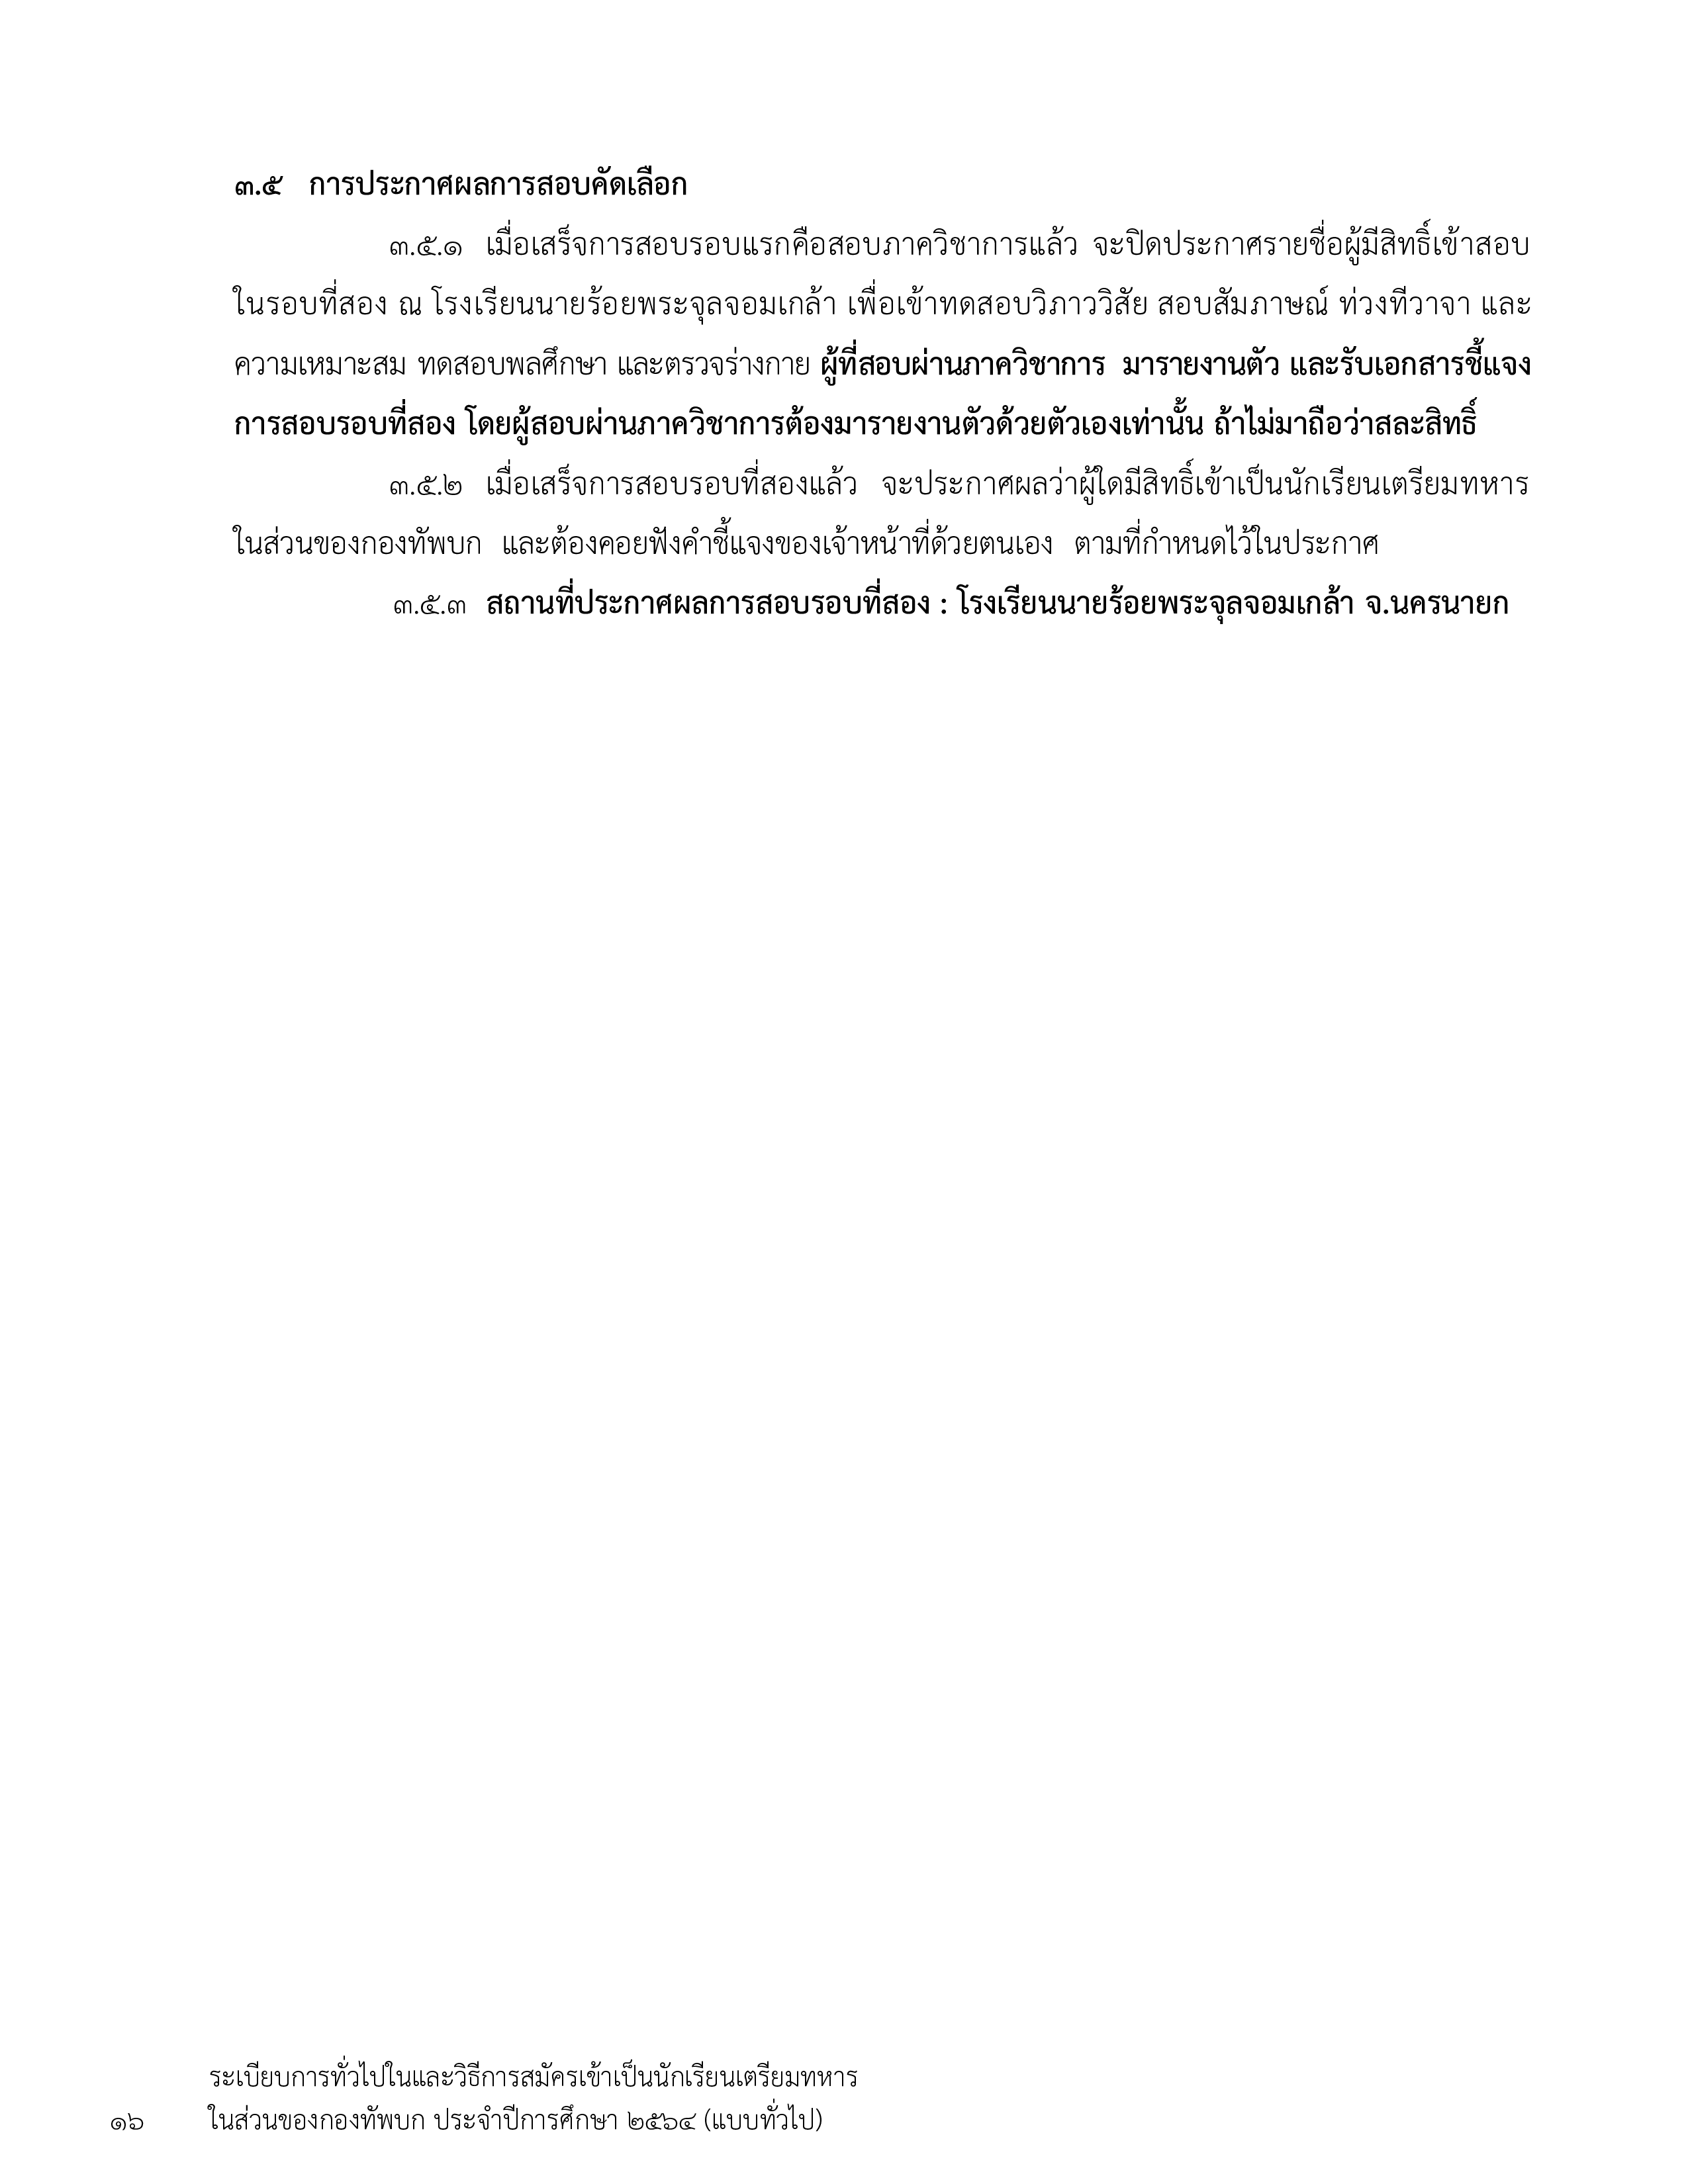 ๓.๕ การประกาศผลการสอบคัดเลือก
๓.๕.๑ เมื่อเสร็จการสอบรอบแรกคือสอบภาควิชาการแล้ว จะปิดประกาศรายชื่อผู้มีสิทธิ์เข้าสอบ
ในรอบที่สอง ณ โรงเรียนนายร้อยพระจุลจอมเกล้า เพื่อเข้าทดสอบวิภาววิสัย สอบสัมภาษณ์ ท่วงทีวาจา และ
ความเหมาะสม ทดสอบพลศึกษา และตรวจร่างกาย ผู้ที่สอบผ่านภาควิชาการ มารายงานตัว และรับเอกสารชี้แจง
การสอบรอบที่สอง โดยผู้สอบผ่านภาควิชาการต้องมารายงานตัวด้วยตัวเองเท่านั้น ถ้าไม่มาถือว่าสละสิทธิ์
๓.๕.๒ เมื่อเสร็จการสอบรอบที่สองแล้ว จะประกาศผลว่าผู้ใดมีสิทธิ์เข้าเป็นนักเรียนเตรียมทหาร
ในส่วนของกองทัพบก และต้องคอยฟังคำชี้แจงของเจ้าหน้าที่ด้วยตนเอง ตามที่กำหนดไว้ในประกาศ
๓.๕.๓ สถานที่ประกาศผลการสอบรอบที่สอง : โรงเรียนนายร้อยพระจุลจอมเกล้า จ.นครนายก
ระเบียบการทั่วไปในและวิธีการสมัครเข้าเป็นนักเรียนเตรียมทหาร
๑๖ ในส่วนของกองทัพบก ประจำปีการศึกษา ๒๕๖๔ (แบบทั่วไป)